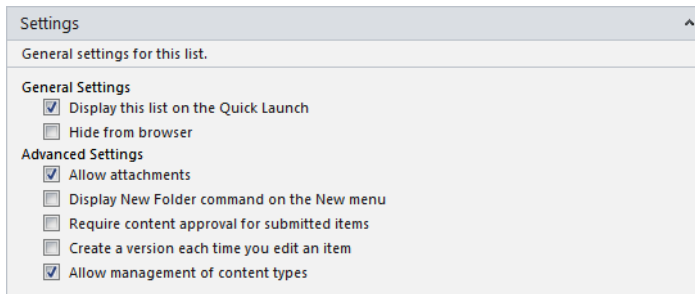 Settings
General settings for this list.
General Settings
Display this list on the Quick Launch
Hide from browser
Advanced Settings
Allow attachments
Display New Folder command on the New menu
Require content approval for submitted items
Create a version each time you edit an item
Allow management of content types